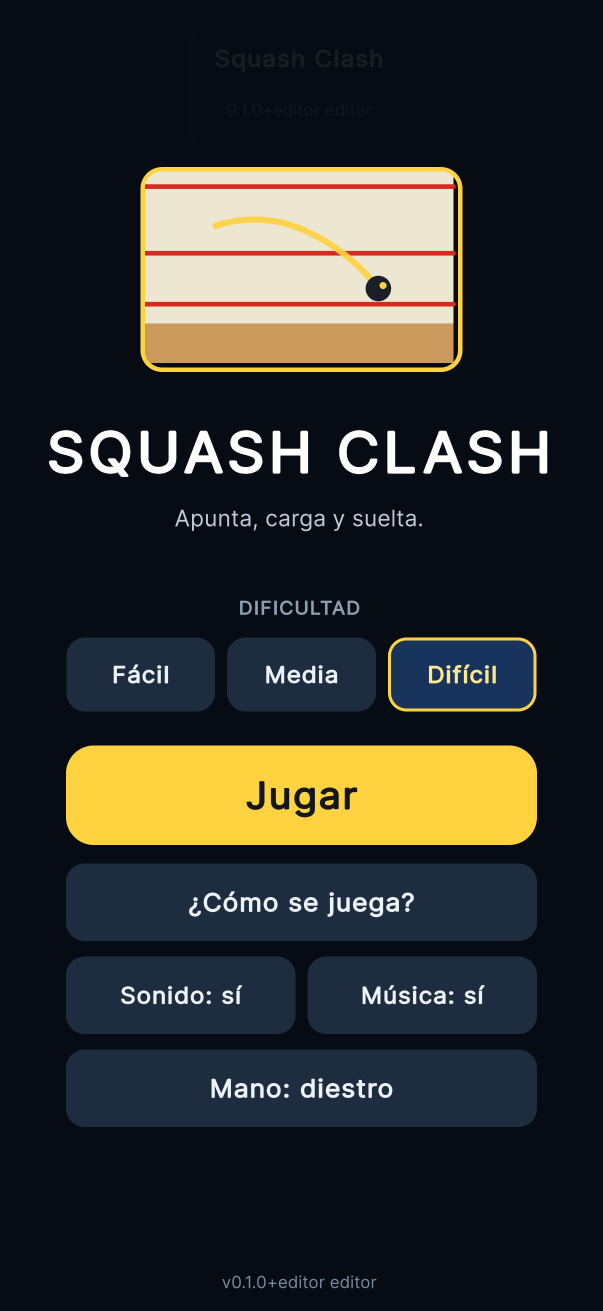 Squash Clash
0.1.0+editor editor
SQUASH CLASH
Apunta, carga y suelta.
DIFICULTAD
Fácil Media Difícil
Jugar
¿Cómo se juega?
Sonido: sí Música: sí
Mano: diestro
v0.1.0+editor editor